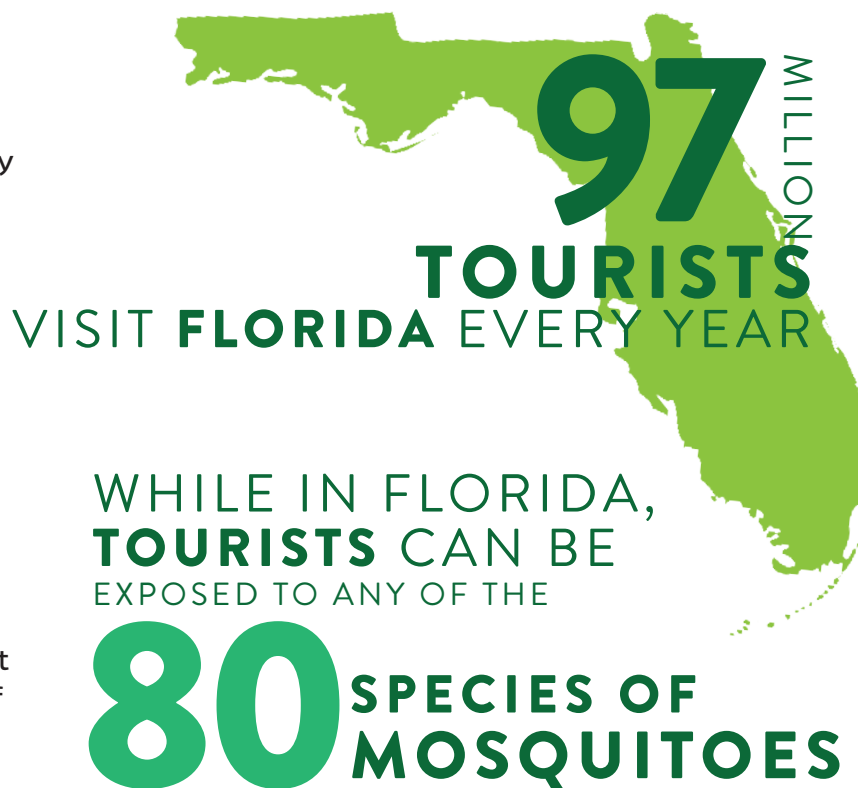 97 MILLION
TOURISTS
VISIT FLORIDA EVERY YEAR
WHILE IN FLORIDA,
TOURISTS CAN BE
EXPOSED TO ANY OF THE
80 SPECIES OF
MOSQUITOES